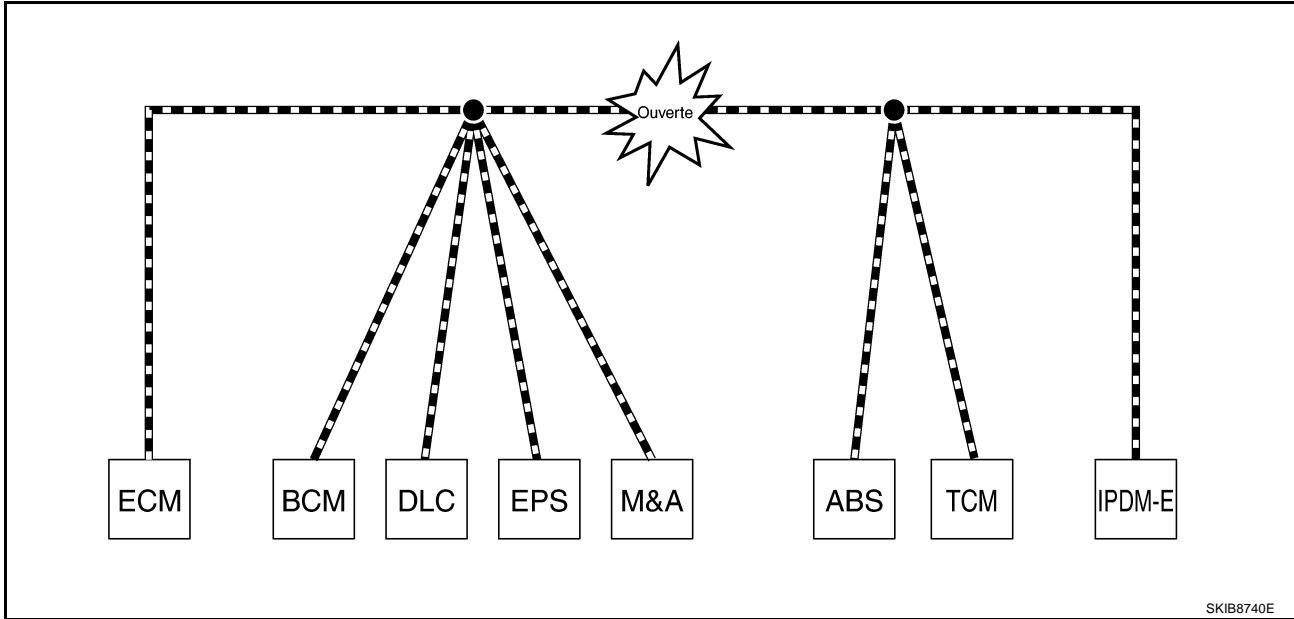 Ouverte
ECM
BCM
DLC
EPS
M&A
ABS
TCM
IPDM-E
SKIB8740E